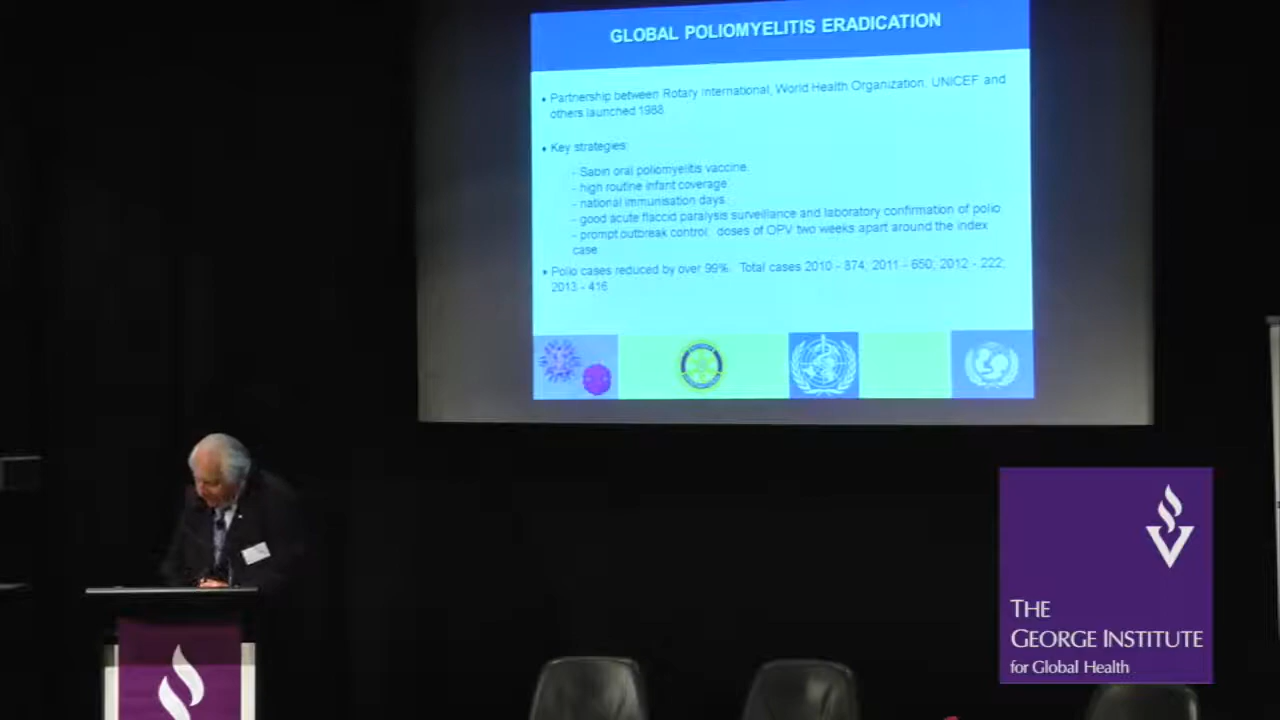 GLOBAL POLIOMYELITIS ERADICATION
• Partnership between Rotary International, World Health Organization, UNICEF and
others launched 1988
• Key strategies:
- Sabin oral poliomyelitis vaccine.
- high routine infant coverage
- national immunisation days
- good acute flaccid paralysis surveillance and laboratory confirmation of polio
- prompt outbreak control: doses of OPV two weeks apart around the index
case
• Polio cases reduced by over 99%. Total cases 2010 - 874; 2011 - 650; 2012 - 222;
2013 - 416
THE
GEORGE INSTITUTE
for Global Health